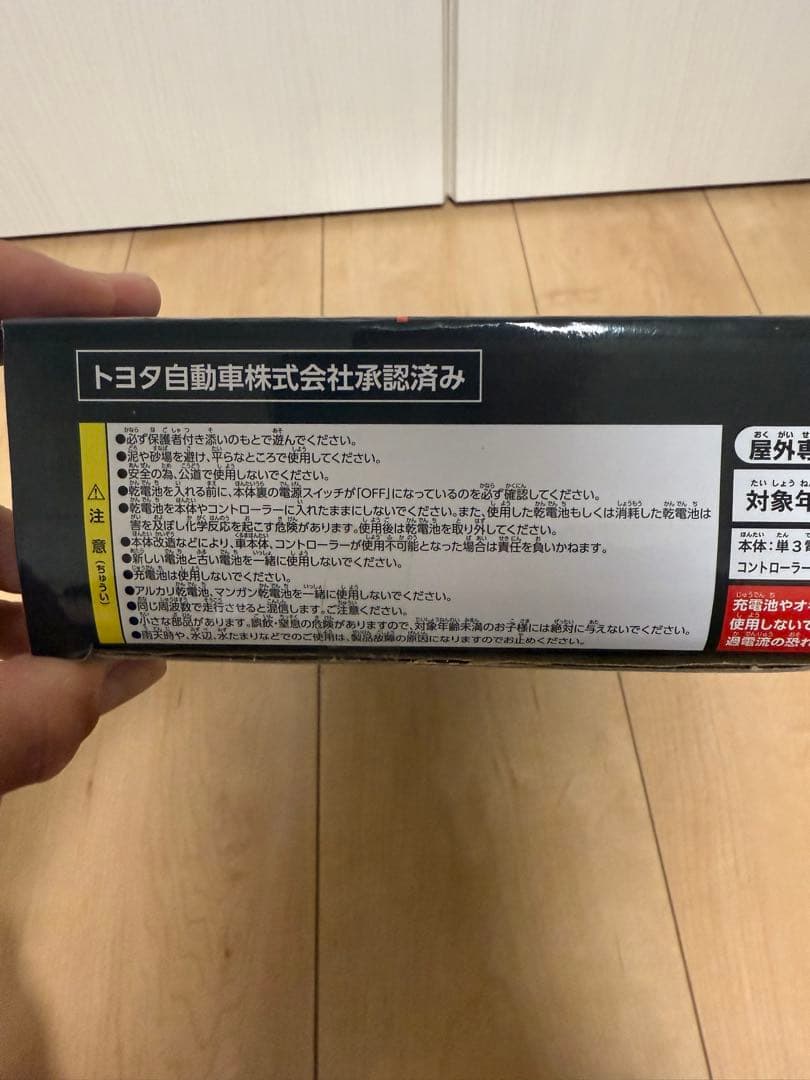 トヨタ自動車株式会社承認済み
⚠注意(ちゅうい)
●必ず保護者付き添いのもとで遊んでください。
●泥や砂場を避け、平らなところで使用してください。
●安全の為、公道で使用しないでください。
●乾電池を入れる前に、本体裏の電源スイッチが「OFF」になっているのを必ず確認してください。
●乾電池を本体やコントローラーに入れたままにしないでください。また、使用した乾電池もしくは消耗した乾電池は
害を及ぼし化学反応を起こす危険があります。使用後は乾電池を取り外してください。
●本体改造などにより、車本体、コントローラーが使用不可能となった場合は責任を負いかねます。
●新しい電池と古い電池を一緒に使用しないでください。
●充電池は使用しないでください。
●アルカリ乾電池、マンガン乾電池を一緒に使用しないでください。
●同じ周波数で走行させると混信します。ご注意ください。
●小さな部品があります。誤飲・窒息の危険がありますので、対象年齢未満のお子様には絶対に与えないでください。
●雨天時や、水辺、水たまりなどでのご使用は、製品故障の原因になりますのでお止めください。
屋外専
対象年
本体:単3電
コントローラー
充電池やオ
使用しないで
過電流の恐れ